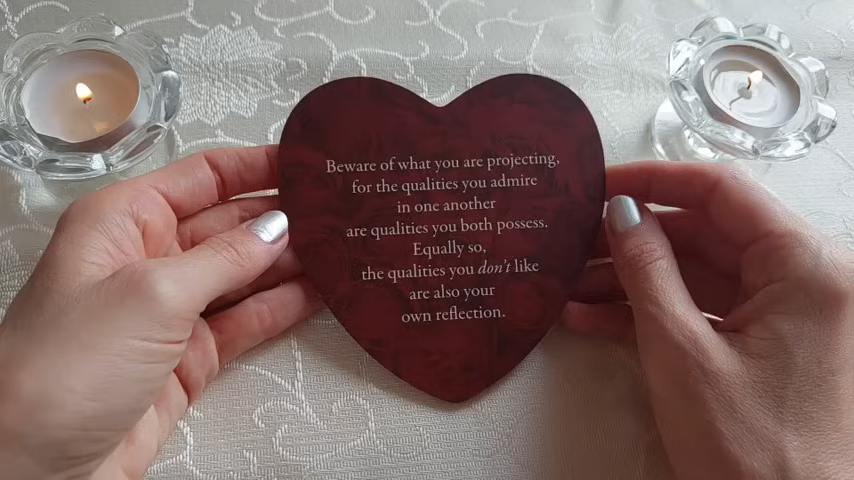 Beware of what you are projecting,
for the qualities you admire
in one another
are qualities you both possess.
Equally so,
the qualities you don't like
are also your
own reflection.